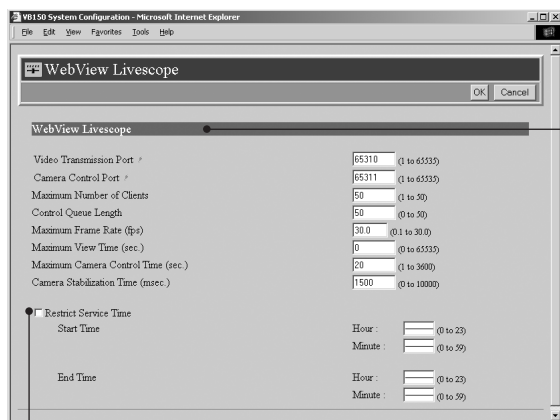 VB150 System Configuration - Microsoft Internet Explorer
File Edit View Favorites Tools Help
WebView Livescope
OK Cancel
WebView Livescope
Video Transmission Port 65310 (1 to 65535)
Camera Control Port 65311 (1 to 65535)
Maximum Number of Clients 50 (1 to 50)
Control Queue Length 50 (0 to 50)
Maximum Frame Rate (fps) 30.0 (0.1 to 30.0)
Maximum View Time (sec.) 0 (0 to 65535)
Maximum Camera Control Time (sec.) 20 (1 to 3600)
Camera Stabilization Time (msec.) 1500 (0 to 10000)
Restrict Service Time
Start Time Hour : (0 to 23)
Minute : (0 to 59)
End Time Hour : (0 to 23)
Minute : (0 to 59)